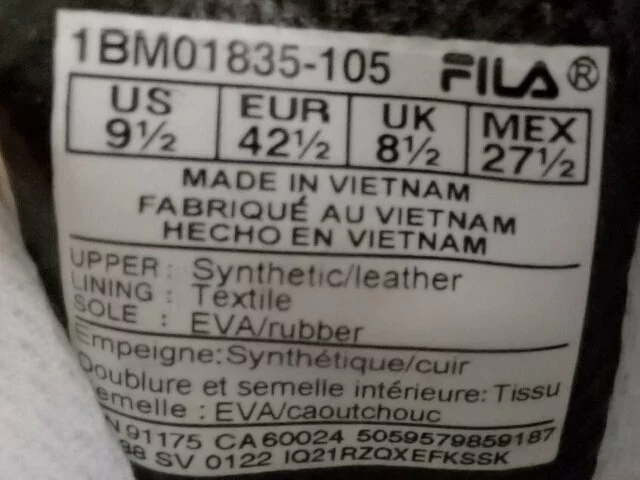 1BM01835-105 FILA®
US EUR UK MEX
9½ 42½ 8½ 27½
MADE IN VIETNAM
FABRIQUÉ AU VIETNAM
HECHO EN VIETNAM
UPPER : Synthetic/leather
LINING : Textile
SOLE : EVA/rubber
Empeigne:Synthétique/cuir
Doublure et semelle intérieure: Tissu
Semelle : EVA/caoutchouc
91175 CA60024 5059579859187
SV 0122 IQ21RZQXEFKSSK